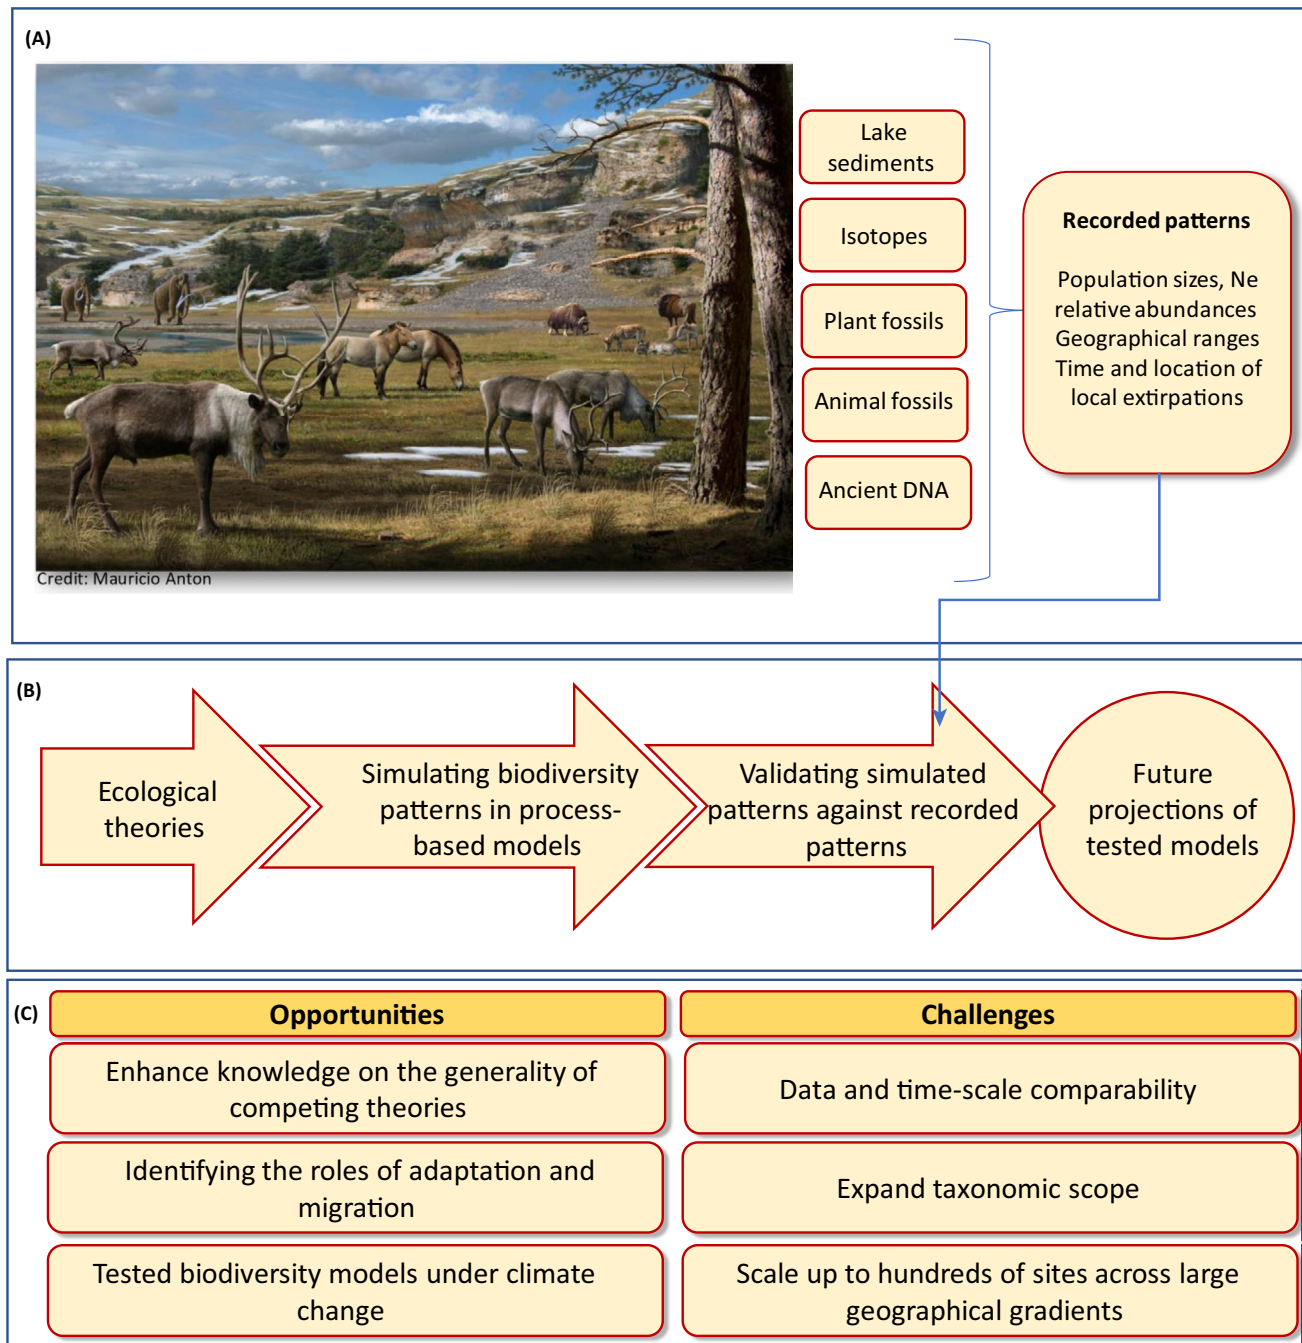 (A)
Credit: Mauricio Anton
Lake
sediments
Isotopes
Plant fossils
Animal fossils
Ancient DNA
Recorded patterns
Population sizes, Ne
relative abundances
Geographical ranges
Time and location of
local extirpations
(B)
Ecological
theories
Simulating biodiversity
patterns in process-
based models
Validating simulated
patterns against recorded
patterns
Future
projections of
tested models
(C)
Opportunities
Enhance knowledge on the generality of
competing theories
Identifying the roles of adaptation and
migration
Tested biodiversity models under climate
change
Challenges
Data and time-scale comparability
Expand taxonomic scope
Scale up to hundreds of sites across large
geographical gradients